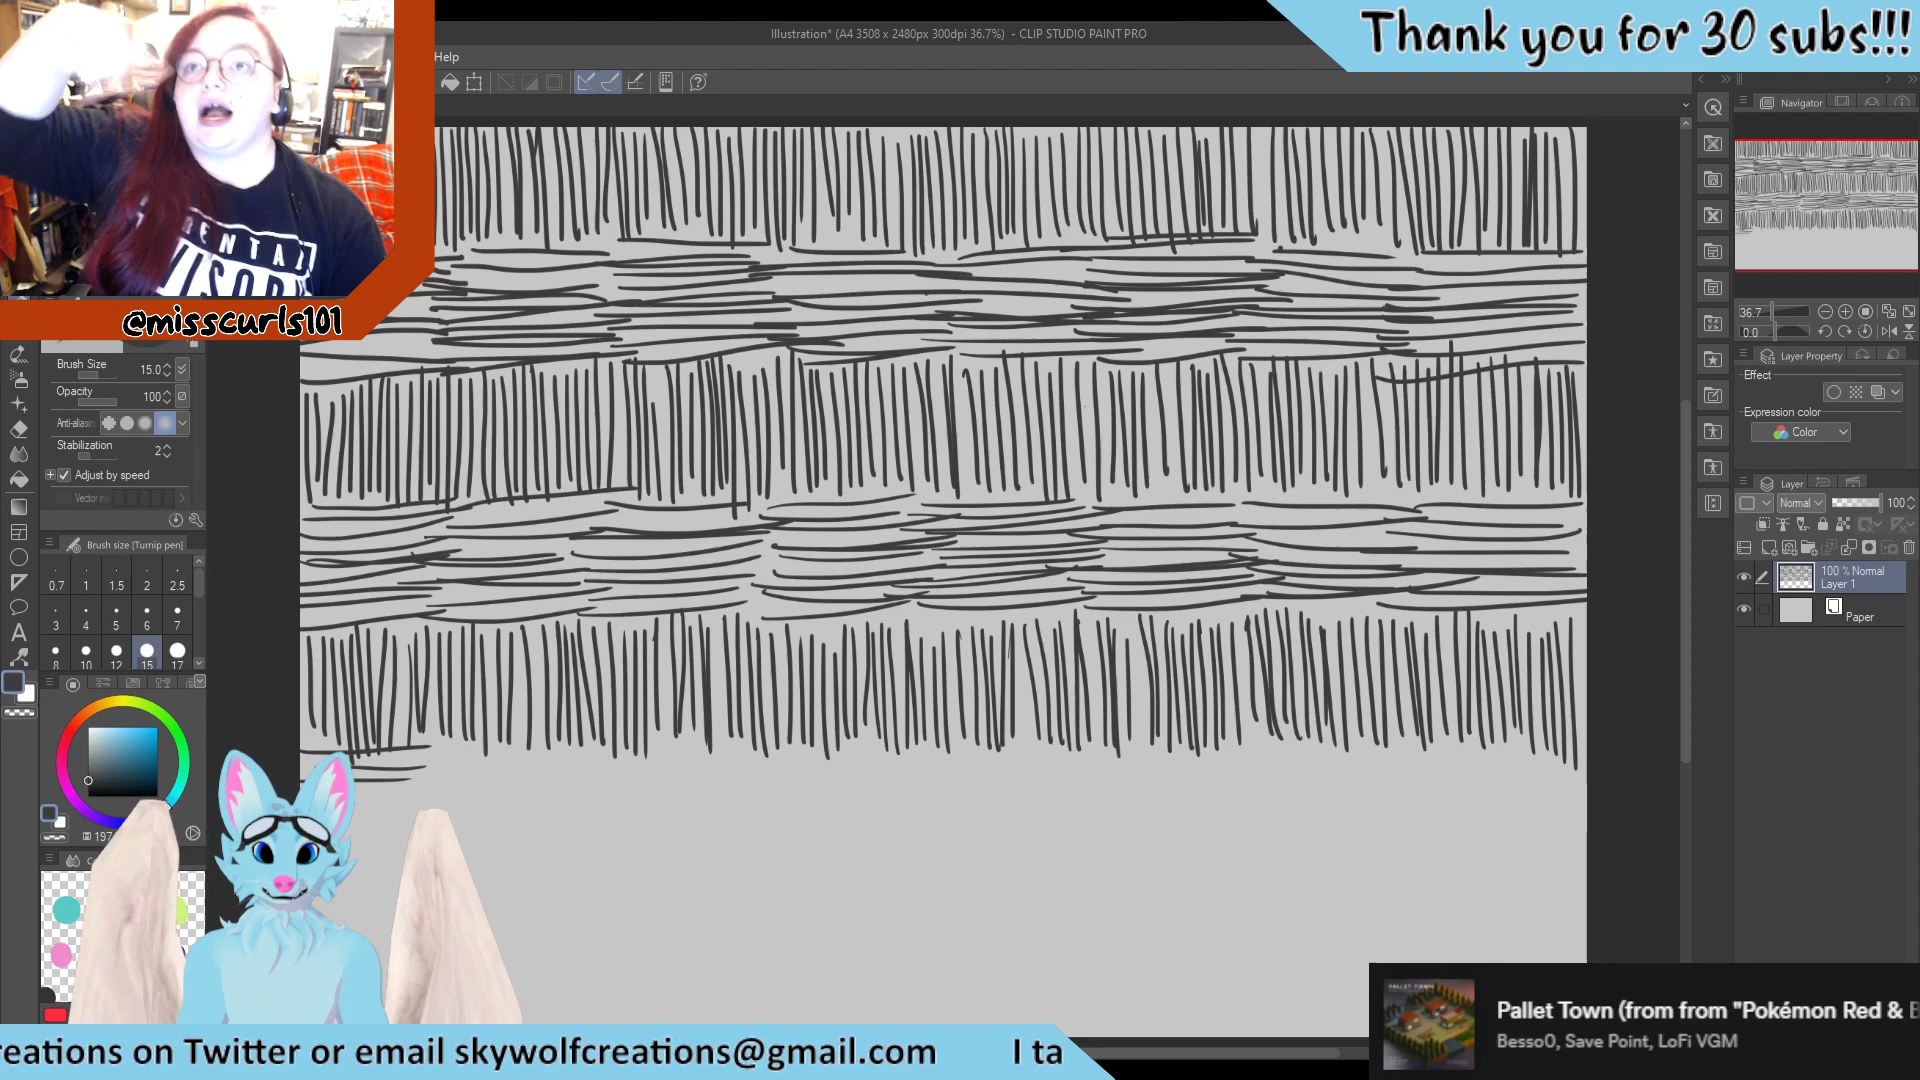 Thank you for 30 subs!!!
Illustration* (A4 3508 x 2480px 300dpi 36.7%) - CLIP STUDIO PAINT PRO
Help
@misscurls101
Navigator
36.7
0.0
Layer Property
Effect
Expression color
Color
Layer
Normal
100
100 % Normal
Layer 1
Paper
Brush Size
15.0
Opacity
100
Anti-aliasing
Stabilization
2
Adjust by speed
Brush size [Turnip pen]
0.7 1 1.5 2 2.5
3 4 5 6 7
8 10 12 15 17
197
Pallet Town (from from "Pokémon Red &
Besso0, Save Point, LoFi VGM
reations on Twitter or email skywolfcreations@gmail.com
I ta